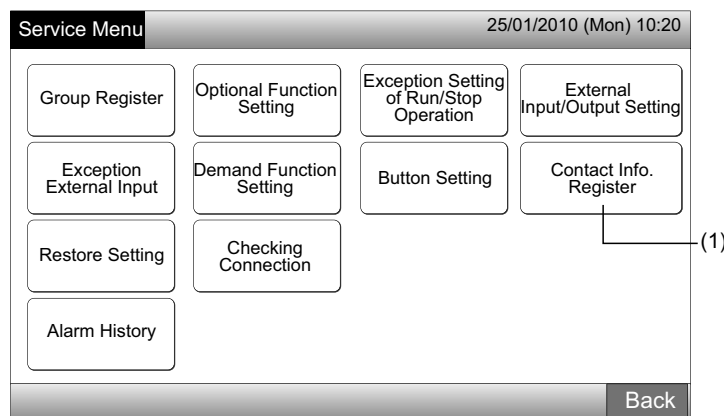 Service Menu
25/01/2010 (Mon) 10:20
Group Register
Optional Function
Setting
Exception Setting
of Run/Stop
Operation
External
Input/Output Setting
Exception
External Input
Demand Function
Setting
Button Setting
Contact Info.
Register
(1)
Restore Setting
Checking
Connection
Alarm History
Back